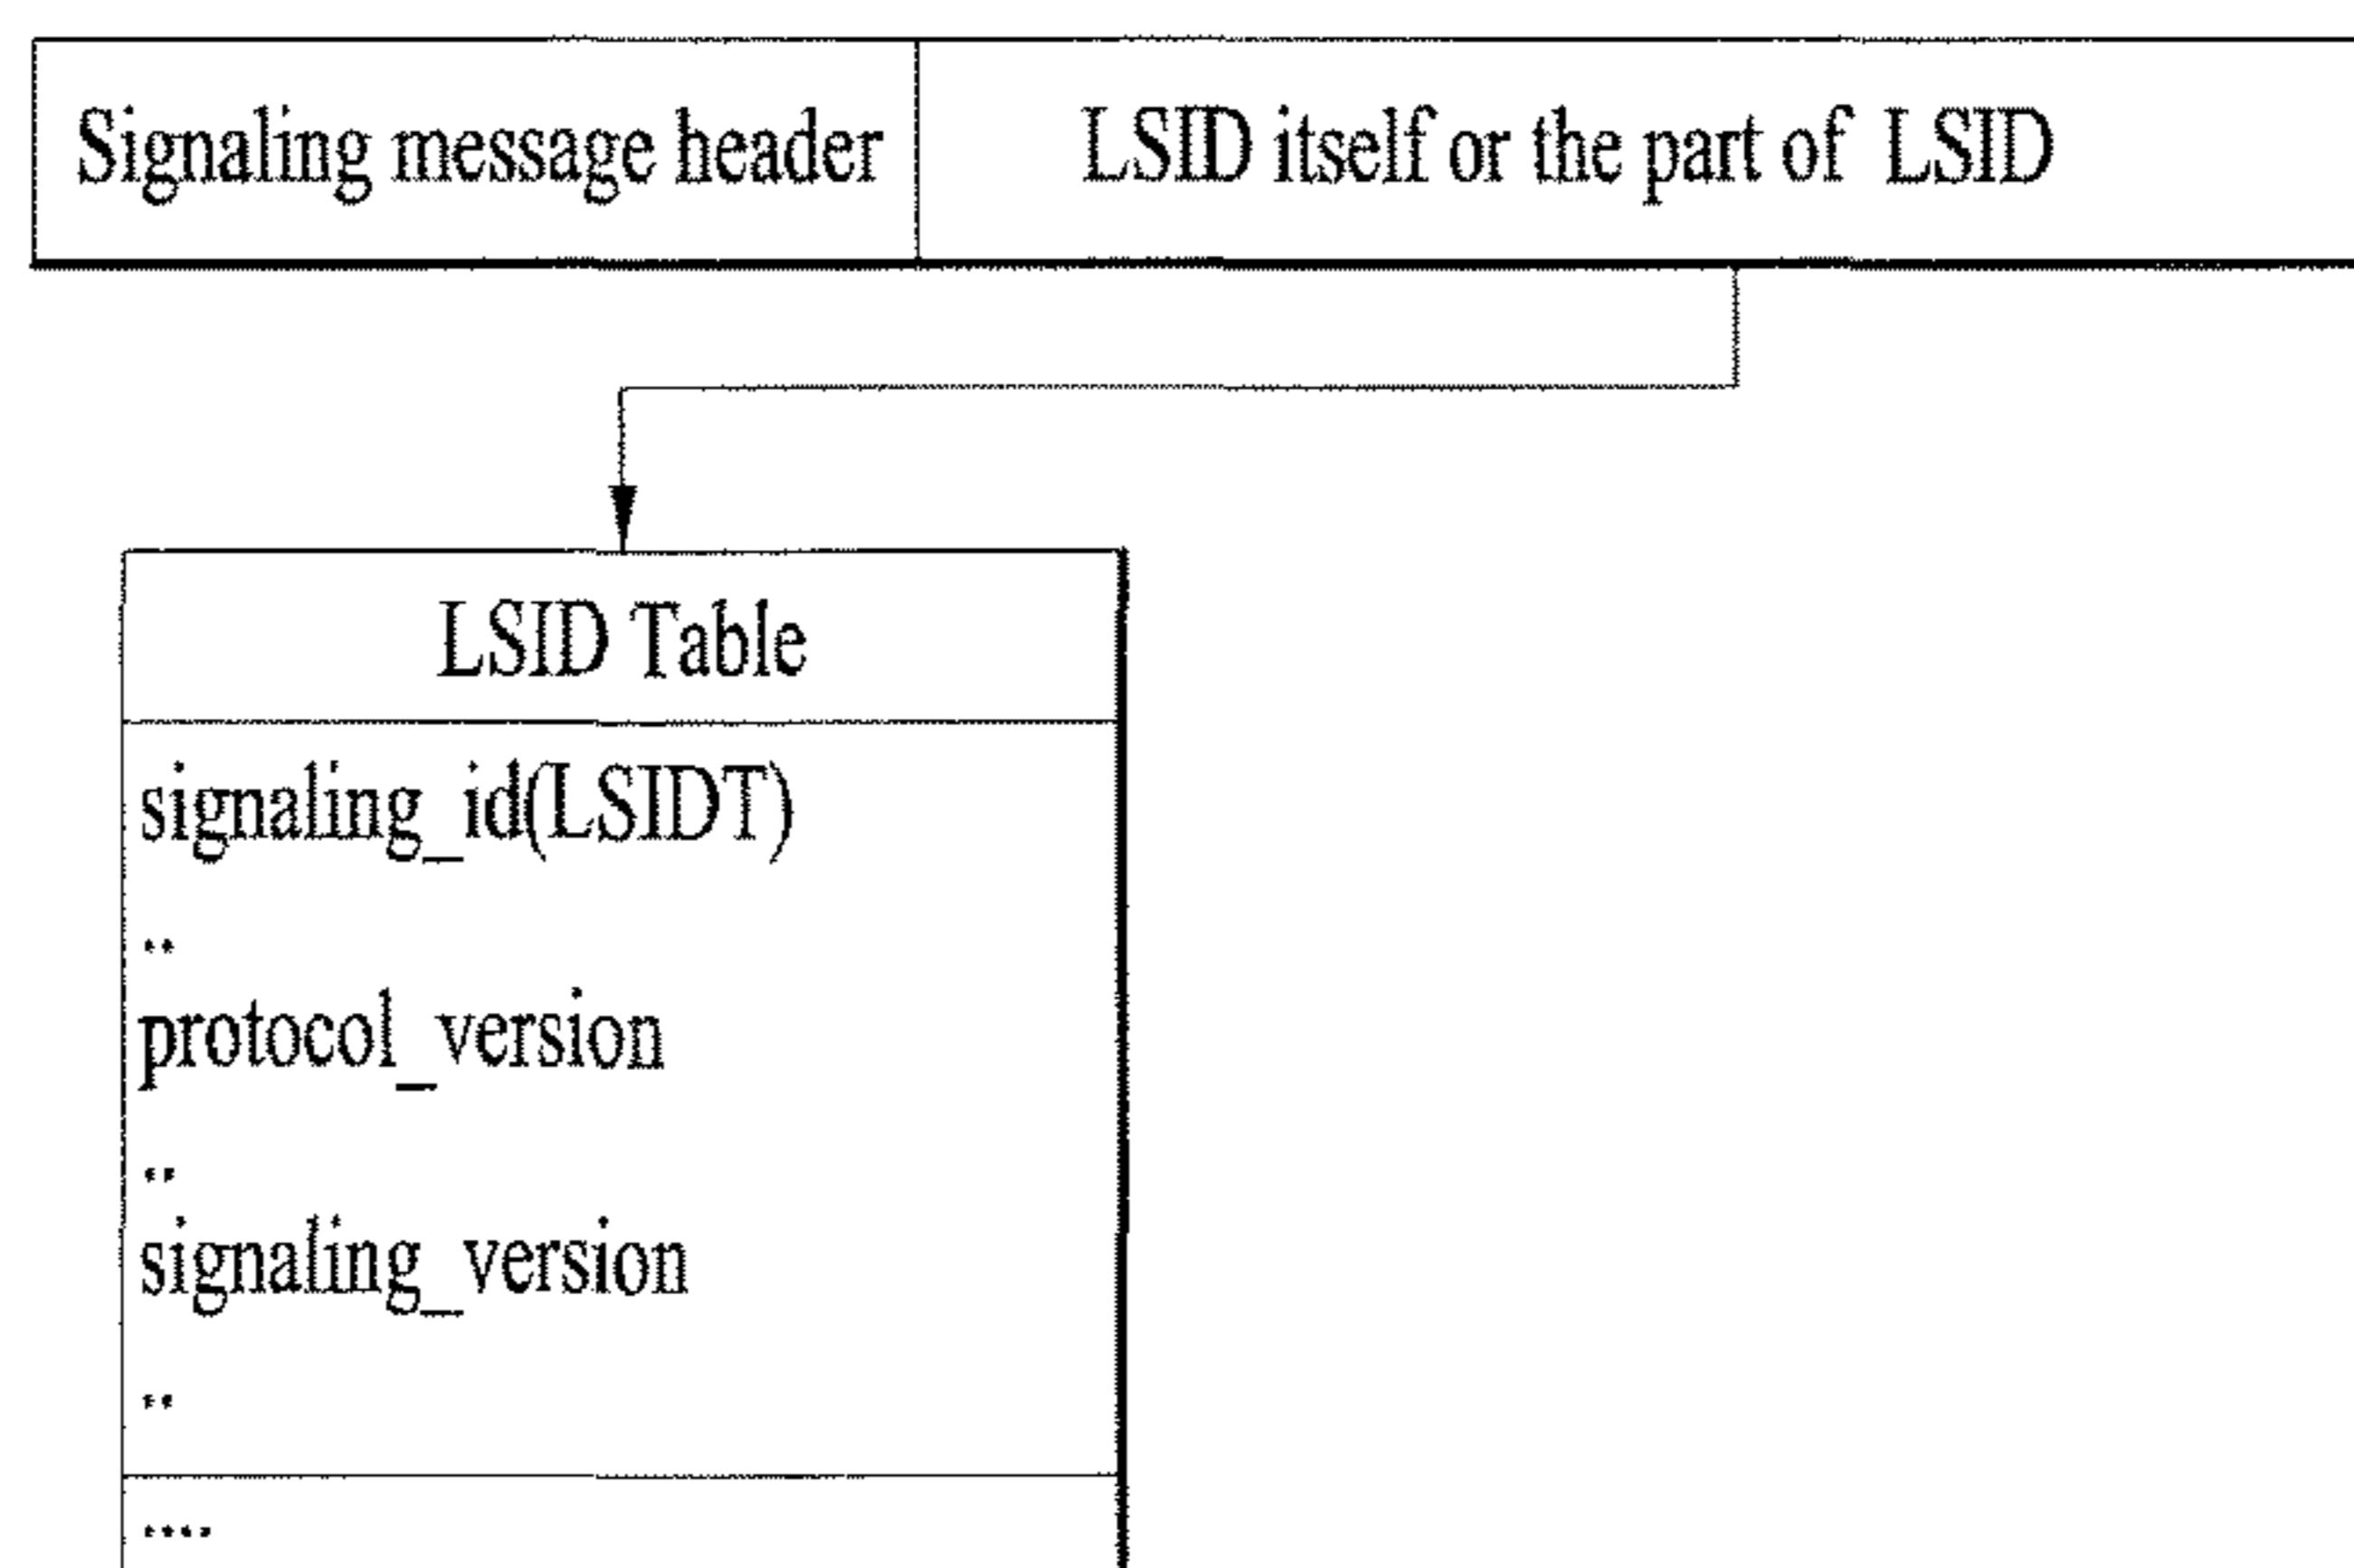 Signaling message header
LSID itself or the part of LSID
LSID Table
signaling_id(LSIDT)
..
protocol_version
..
signaling_version
..
....